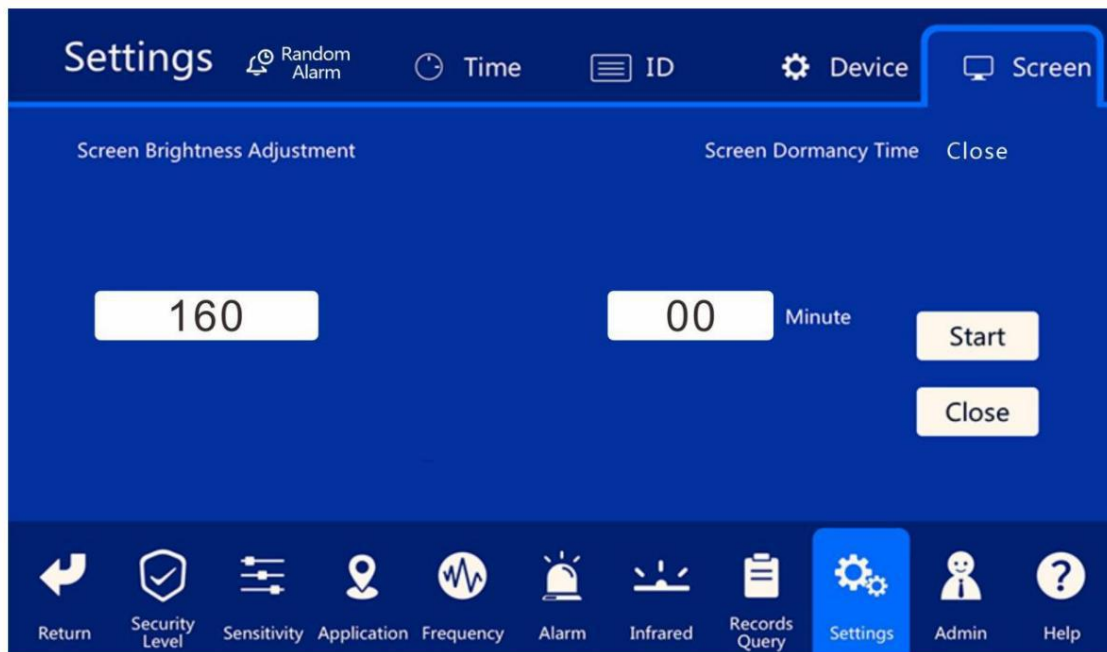 Settings
Random
Alarm
Time
ID
Device
Screen
Screen Brightness Adjustment
Screen Dormancy Time
Close
160
00
Minute
Start
Close
Return
Security
Level
Sensitivity
Application
Frequency
Alarm
Infrared
Records
Query
Settings
Admin
Help